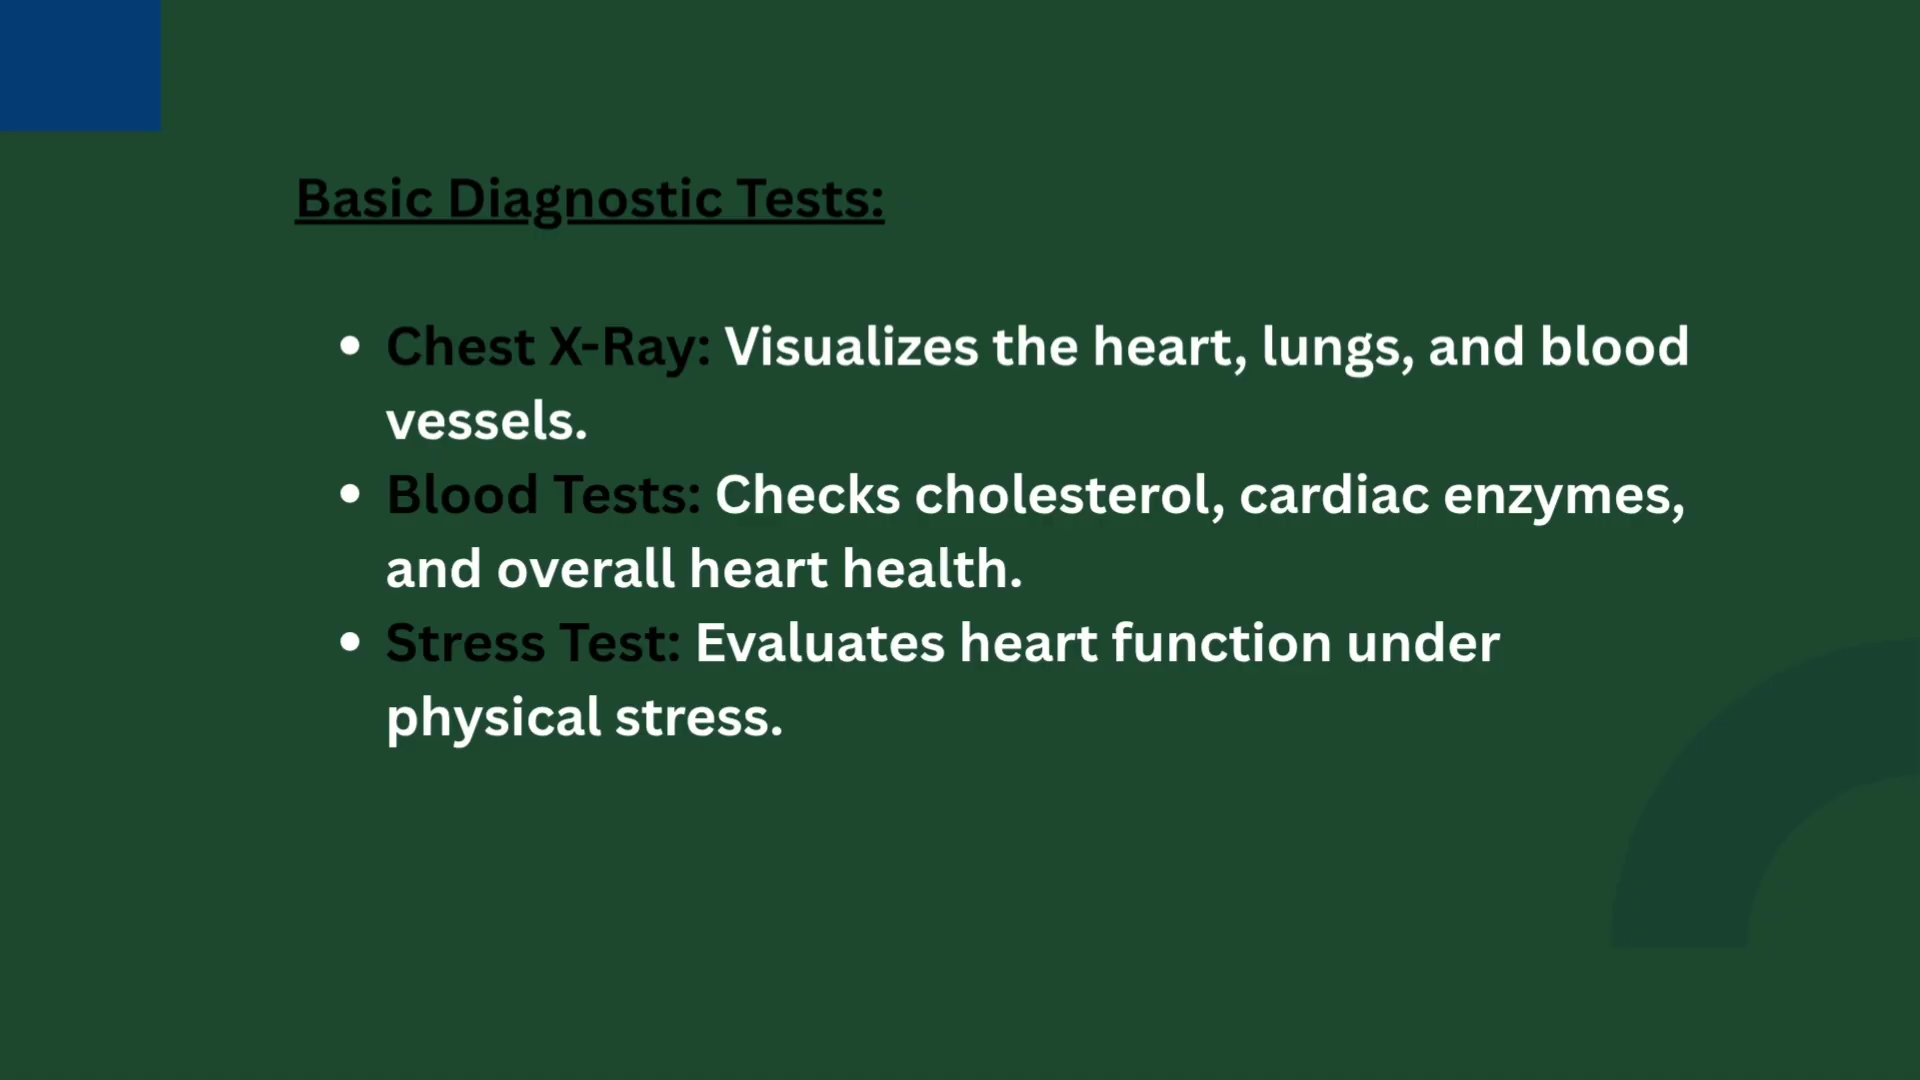 Basic Diagnostic Tests:
• Chest X-Ray: Visualizes the heart, lungs, and blood
vessels.
• Blood Tests: Checks cholesterol, cardiac enzymes,
and overall heart health.
• Stress Test: Evaluates heart function under
physical stress.